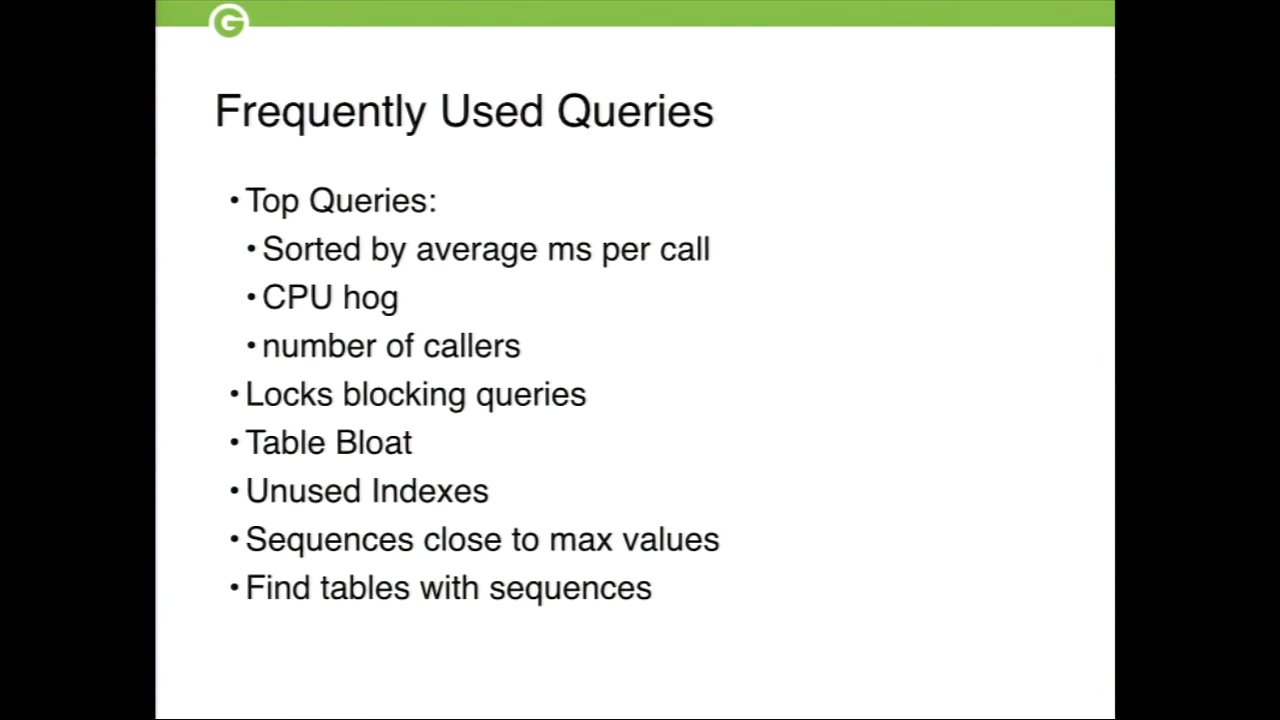 G
Frequently Used Queries
• Top Queries:
• Sorted by average ms per call
• CPU hog
• number of callers
• Locks blocking queries
• Table Bloat
• Unused Indexes
• Sequences close to max values
• Find tables with sequences